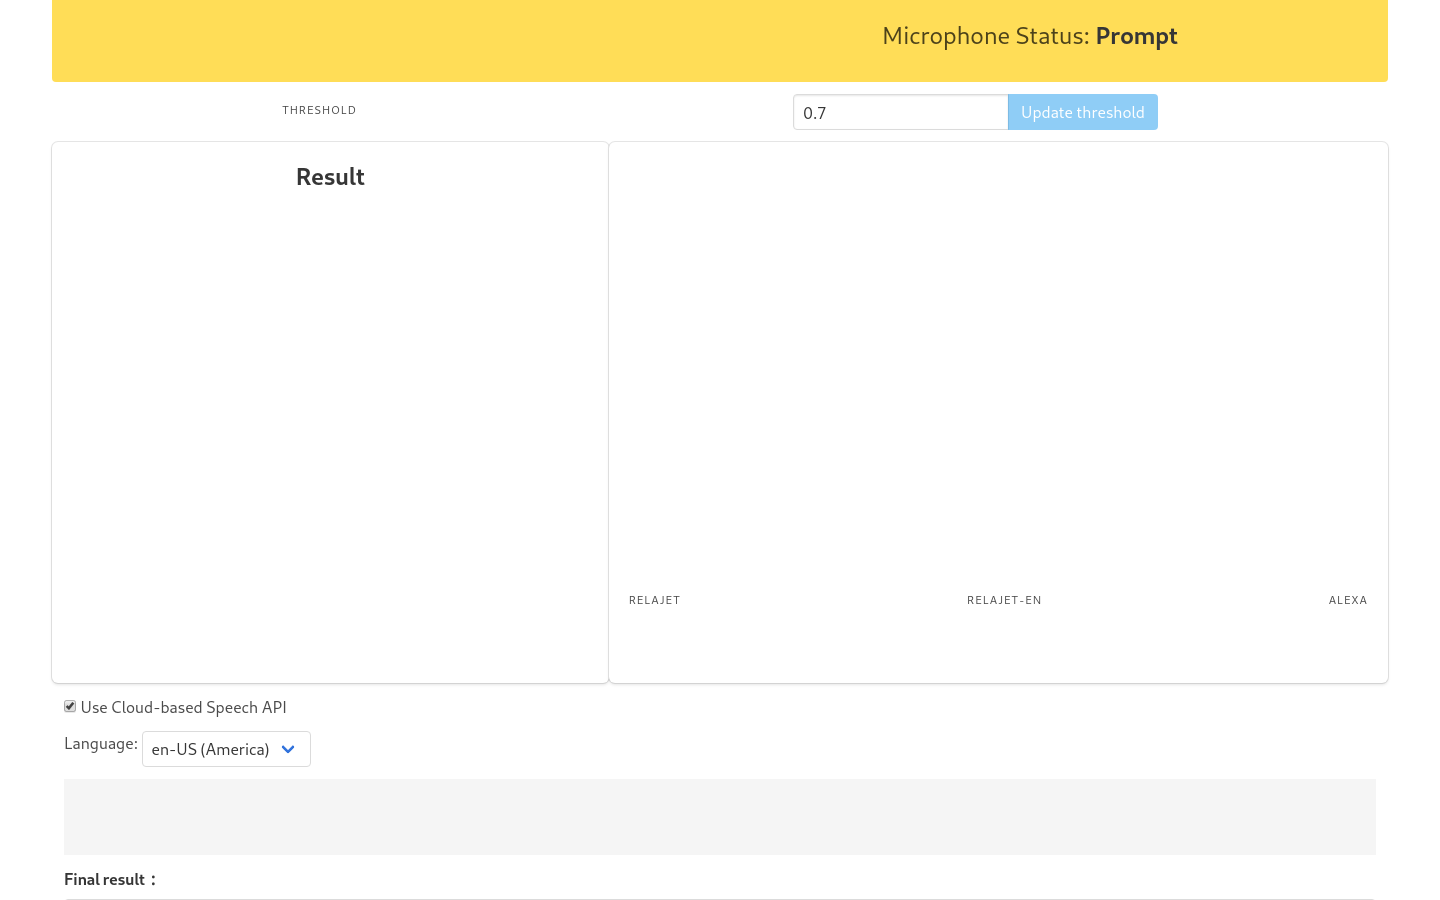 Microphone Status: Prompt
THRESHOLD
0.7
Update threshold
Result
RELAJET
RELAJET-EN
ALEXA
Use Cloud-based Speech API
Language: en-US (America)
Final result：